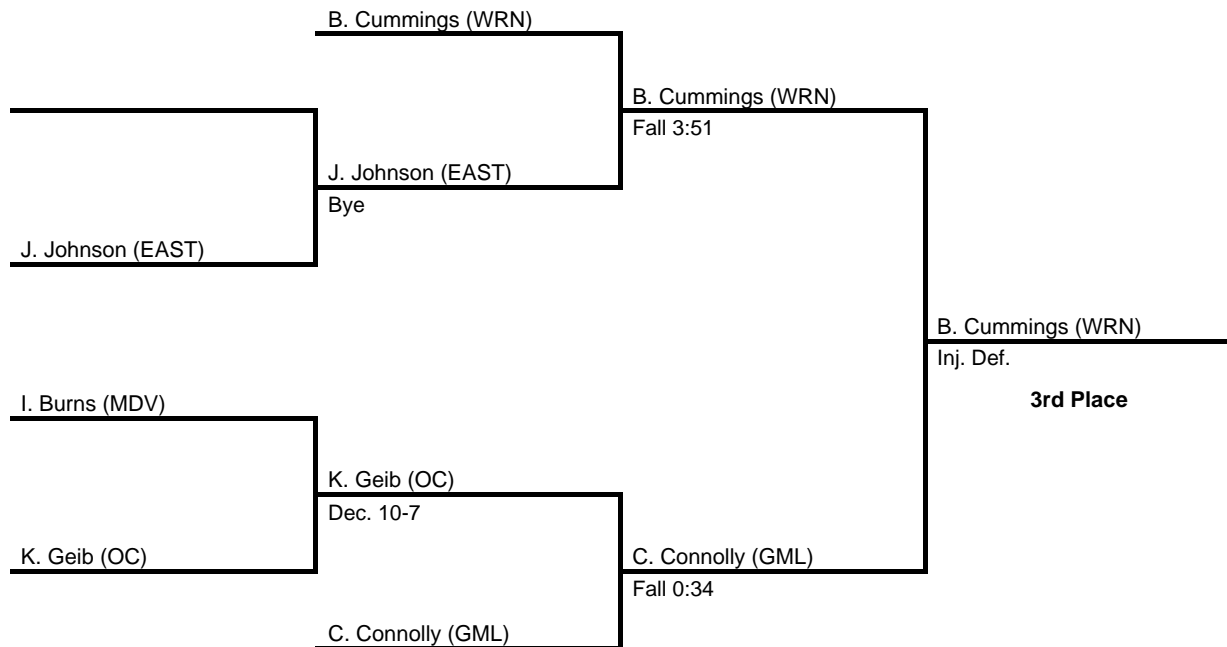 B. Cummings (WRN)
B. Cummings (WRN)
Fall 3:51
J. Johnson (EAST)
Bye
J. Johnson (EAST)
B. Cummings (WRN)
Inj. Def.
3rd Place
I. Burns (MDV)
K. Geib (OC)
Dec. 10-7
K. Geib (OC)
C. Connolly (GML)
Fall 0:34
C. Connolly (GML)